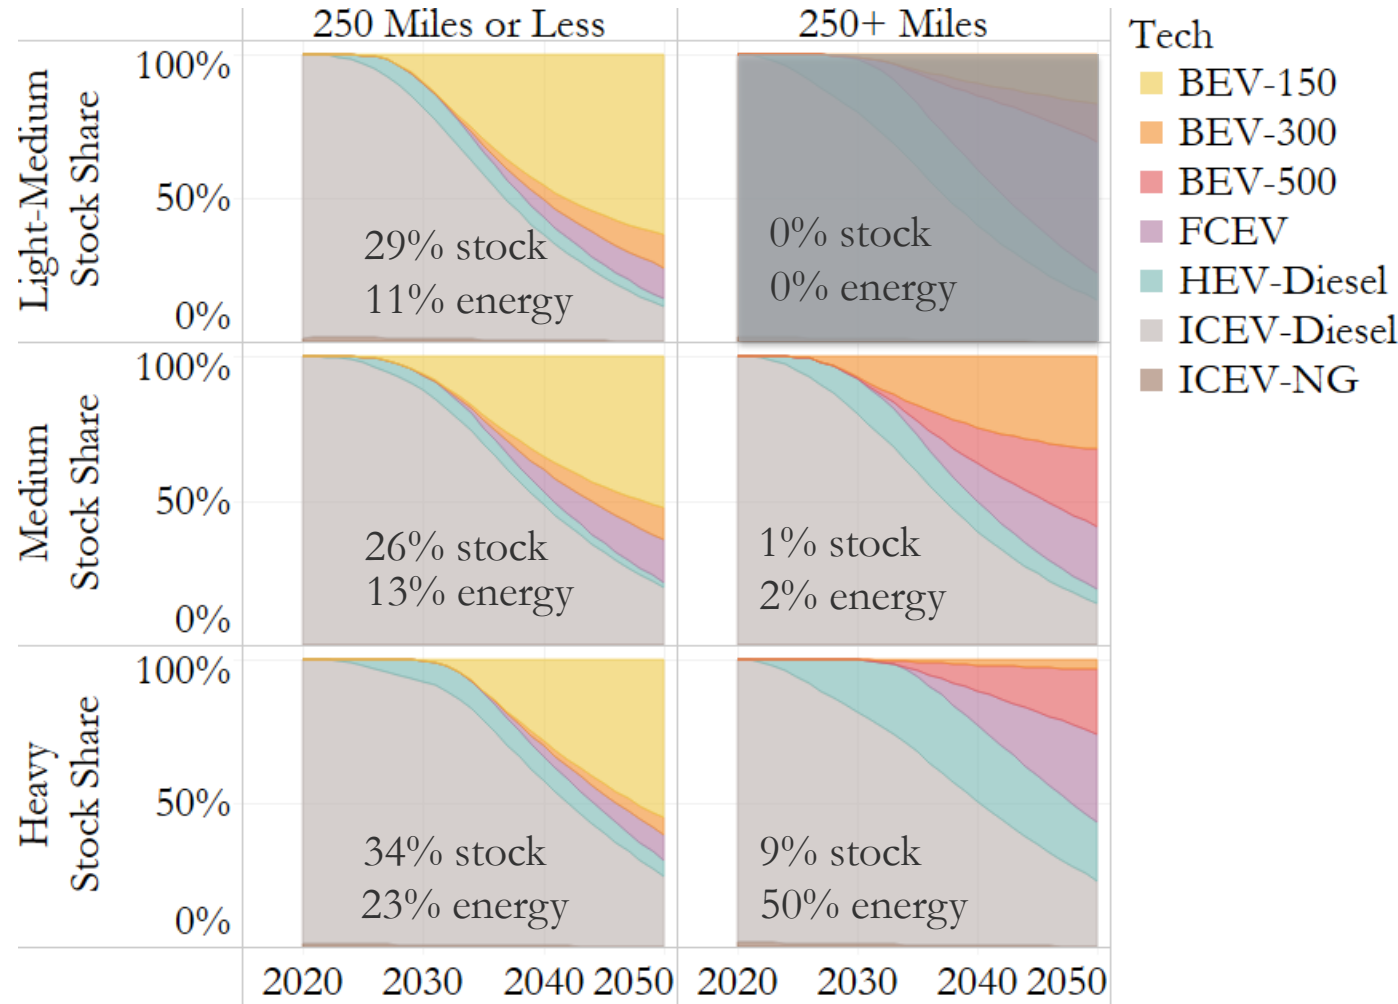 250 Miles or Less
250+ Miles
Tech
BEV-150
BEV-300
BEV-500
FCEV
HEV-Diesel
ICEV-Diesel
ICEV-NG
Light-Medium
Stock Share
100%
50%
0%
29% stock
11% energy
0% stock
0% energy
Medium
Stock Share
100%
50%
0%
26% stock
13% energy
1% stock
2% energy
Heavy
Stock Share
100%
50%
0%
34% stock
23% energy
9% stock
50% energy
2020 2030 2040 2050
2020 2030 2040 2050